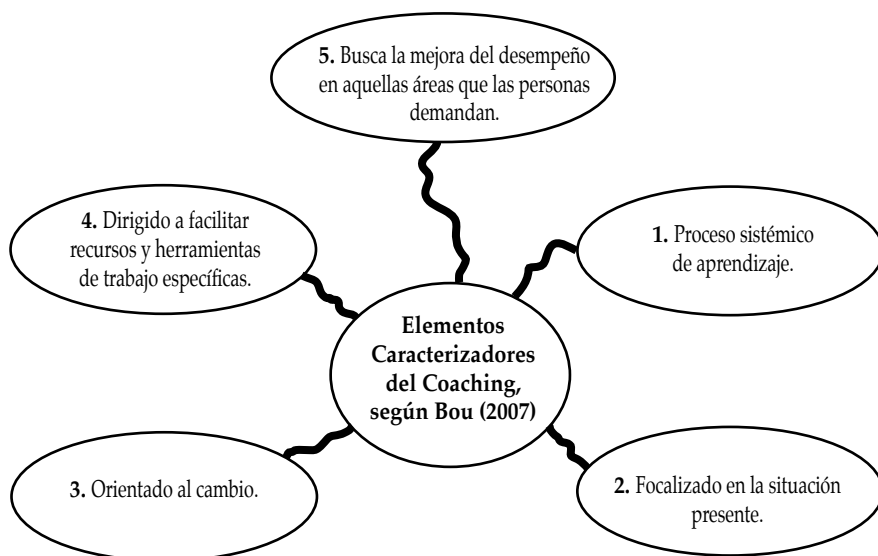 5. Busca la mejora del desempeño
en aquellas áreas que las personas
demandan.
4. Dirigido a facilitar
recursos y herramientas
de trabajo específicas.
1. Proceso sistémico
de aprendizaje.
Elementos
Caracterizadores
del Coaching,
según Bou (2007)
3. Orientado al cambio.
2. Focalizado en la situación
presente.